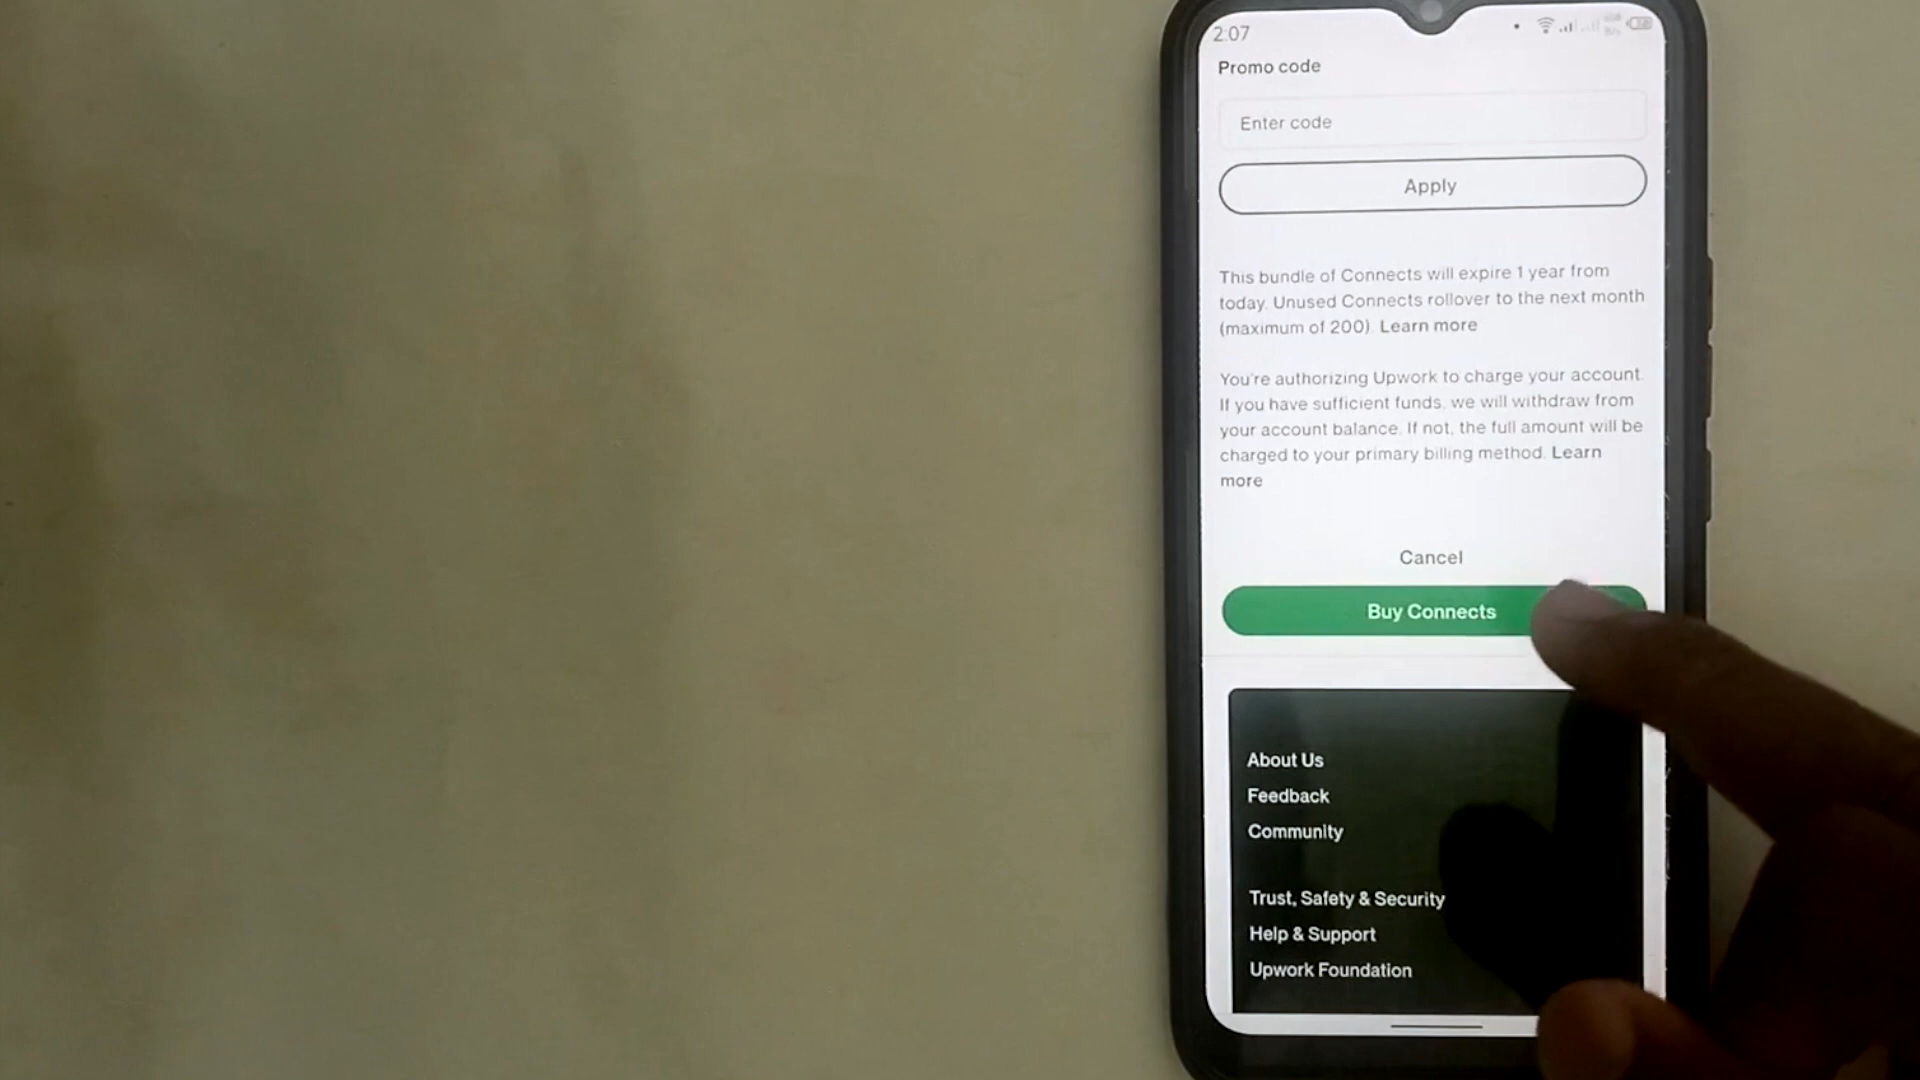 2:07
Promo code
Enter code
Apply
This bundle of Connects will expire 1 year from
today. Unused Connects rollover to the next month
(maximum of 200). Learn more
You're authorizing Upwork to charge your account.
If you have sufficient funds, we will withdraw from
your account balance. If not, the full amount will be
charged to your primary billing method. Learn
more
Cancel
Buy Connects
About Us
Feedback
Community
Trust, Safety & Security
Help & Support
Upwork Foundation